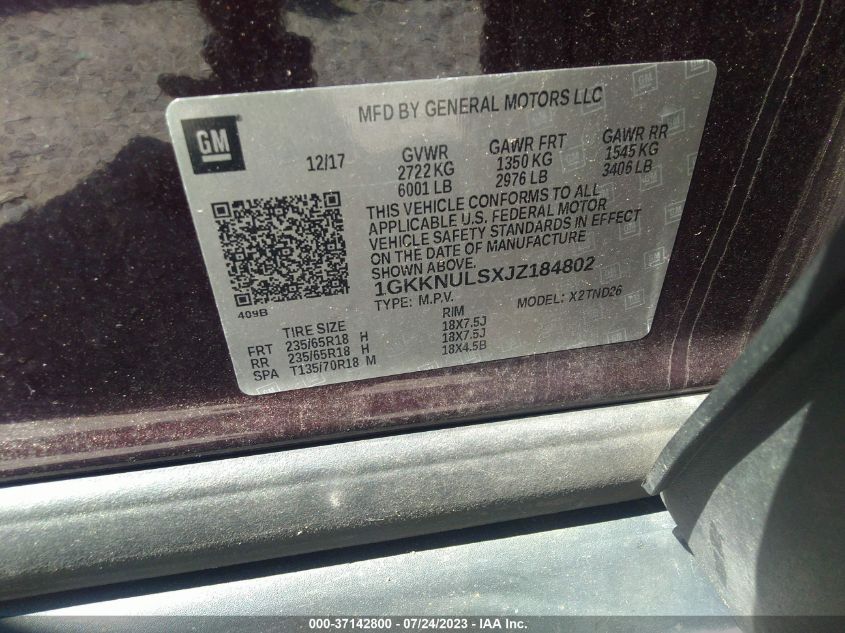 MFD BY GENERAL MOTORS LLC
GM
12/17
GVWR
2722 KG
6001 LB
GAWR FRT
1350 KG
2976 LB
GAWR RR
1545 KG
3406 LB
THIS VEHICLE CONFORMS TO ALL
APPLICABLE U.S. FEDERAL MOTOR
VEHICLE SAFETY STANDARDS IN EFFECT
ON THE DATE OF MANUFACTURE
SHOWN ABOVE.
1GKKNULSXJZ184802
TYPE: M.P.V.
MODEL: X2TND26
409B
TIRE SIZE
RIM
FRT 235/65R18 H 18X7.5J
RR 235/65R18 H 18X7.5J
SPA T135/70R18 M 18X4.5B
000-37142800 - 07/24/2023 - © IAA Inc.